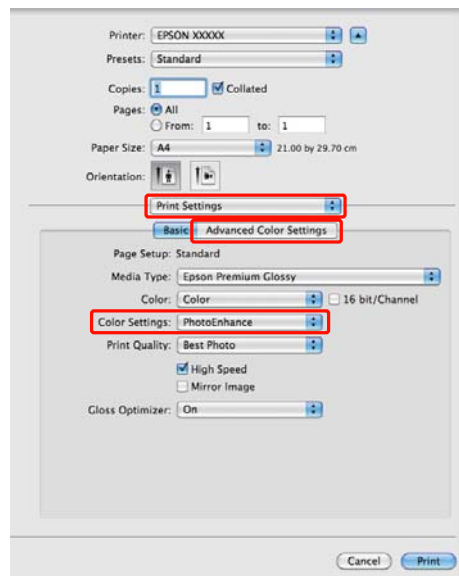 Printer: EPSON XXXXX
Presets: Standard
Copies: 1 Collated
Pages: All
From: 1 to: 1
Paper Size: A4 21.00 by 29.70 cm
Orientation:
Print Settings
Basic Advanced Color Settings
Page Setup: Standard
Media Type: Epson Premium Glossy
Color: Color 16 bit/Channel
Color Settings: PhotoEnhance
Print Quality: Best Photo
High Speed
Mirror Image
Gloss Optimizer: On
Cancel Print